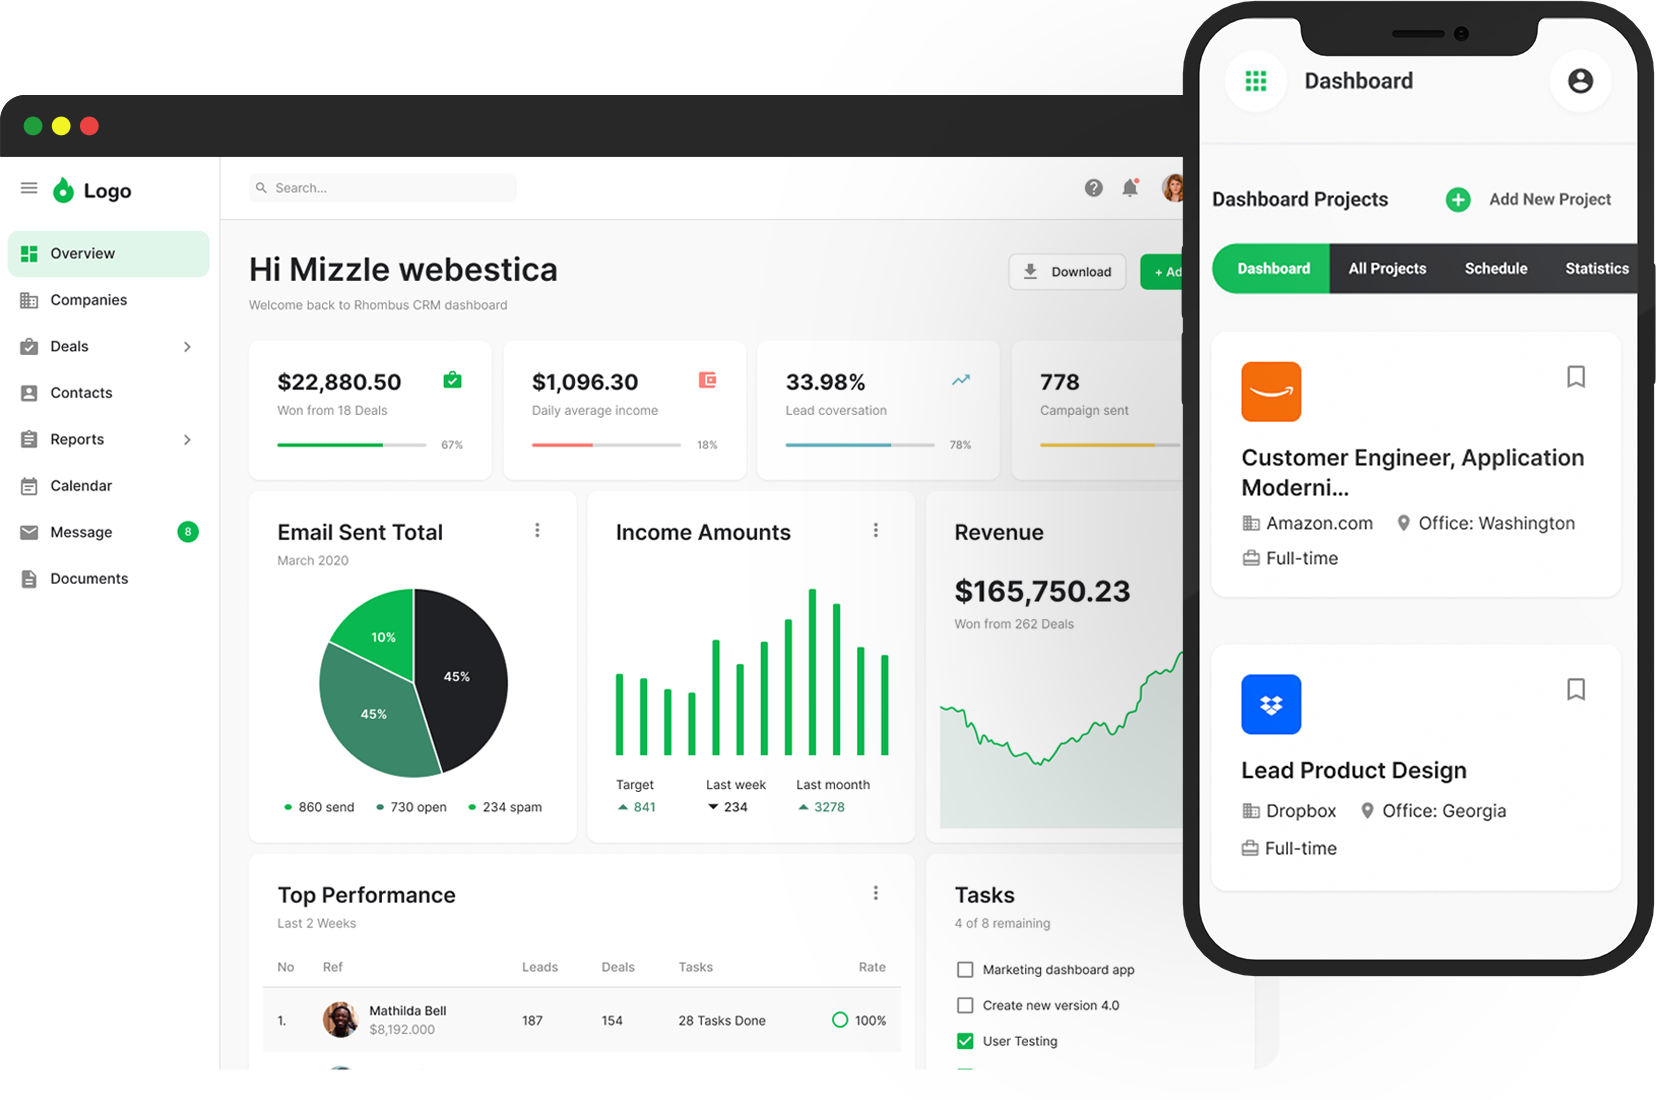 Logo
Search...
Overview
Companies
Deals
Contacts
Reports
Calendar
Message 8
Documents
Hi Mizzle webestica
Welcome back to Rhombus CRM dashboard
Download
+ Ad
$22,880.50
Won from 18 Deals
67%
$1,096.30
Daily average income
18%
33.98%
Lead coversation
78%
778
Campaign sent
Email Sent Total
March 2020
10%
45%
45%
860 send 730 open 234 spam
Income Amounts
Target Last week Last moonth
841 234 3278
Revenue
$165,750.23
Won from 262 Deals
Top Performance
Last 2 Weeks
No Ref Leads Deals Tasks Rate
1. Mathilda Bell 187 154 28 Tasks Done 100%
$8,192.000
Tasks
4 of 8 remaining
Marketing dashboard app
Create new version 4.0
User Testing
Dashboard
Dashboard Projects
Add New Project
Dashboard All Projects Schedule Statistics
Customer Engineer, Application
Moderni...
Amazon.com Office: Washington
Full-time
Lead Product Design
Dropbox Office: Georgia
Full-time